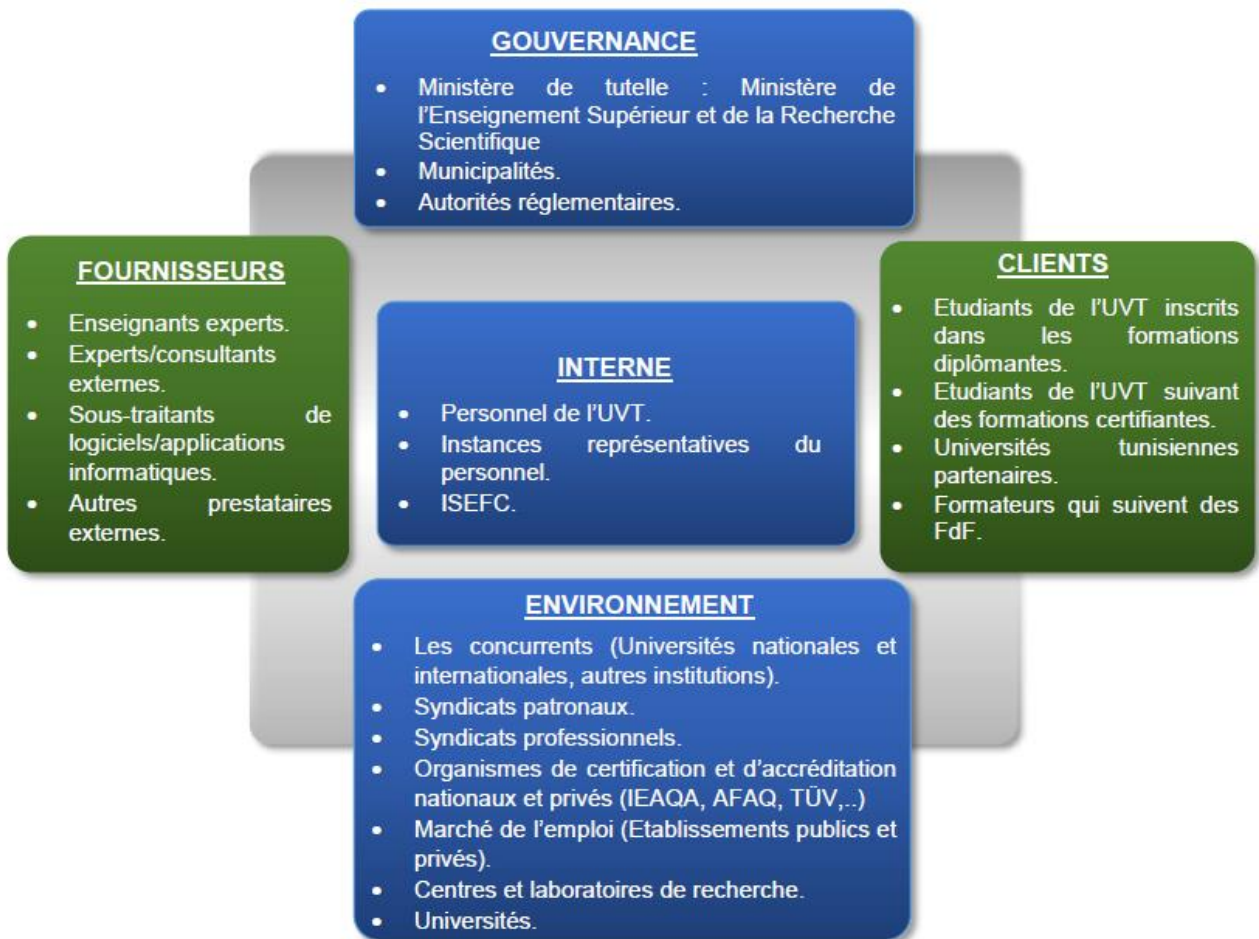 GOUVERNANCE
• Ministère de tutelle : Ministère de
l'Enseignement Supérieur et de la Recherche
Scientifique
• Municipalités.
• Autorités réglementaires.
FOURNISSEURS
• Enseignants experts.
• Experts/consultants
externes.
• Sous-traitants de
logiciels/applications
informatiques.
• Autres prestataires
externes.
INTERNE
• Personnel de l'UVT.
• Instances représentatives du
personnel.
• ISEFC.
CLIENTS
• Etudiants de l'UVT inscrits
dans les formations
diplômantes.
• Etudiants de l'UVT suivant
des formations certifiantes.
• Universités tunisiennes
partenaires.
• Formateurs qui suivent des
FdF.
ENVIRONNEMENT
• Les concurrents (Universités nationales et
internationales, autres institutions).
• Syndicats patronaux.
• Syndicats professionnels.
• Organismes de certification et d'accréditation
nationaux et privés (IEAQA, AFAQ, TÜV,..)
• Marché de l'emploi (Etablissements publics et
privés).
• Centres et laboratoires de recherche.
• Universités.